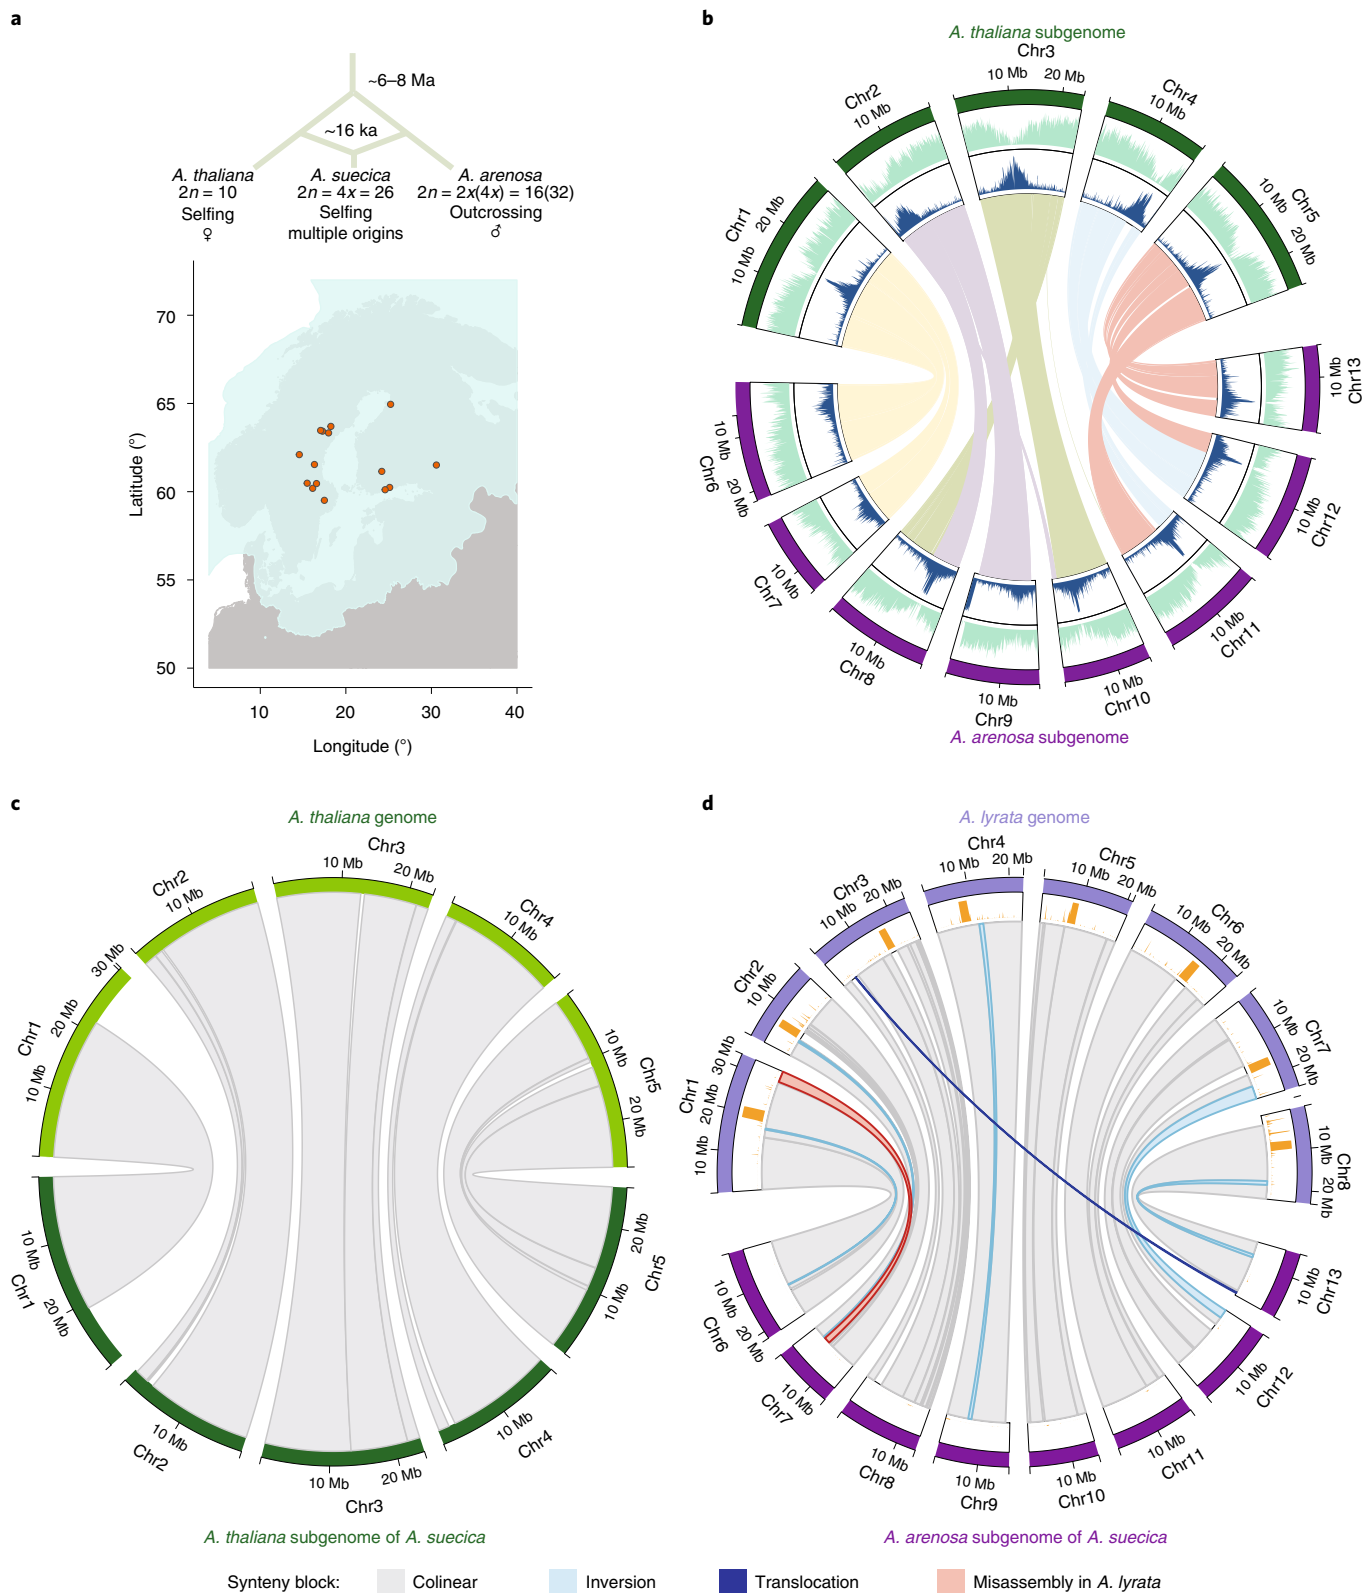 a
~6–8 Ma
~16 ka
A. thaliana
2n = 10
Selfing
♀
A. suecica
2n = 4x = 26
Selfing
multiple origins
A. arenosa
2n = 2x(4x) = 16(32)
Outcrossing
♂
Latitude (°)
70
65
60
55
50
10
20
30
40
Longitude (°)
b
A. thaliana subgenome
Chr1
10 Mb
20 Mb
Chr2
10 Mb
Chr3
10 Mb
20 Mb
Chr4
10 Mb
Chr5
10 Mb
20 Mb
Chr13
10 Mb
Chr12
10 Mb
Chr11
10 Mb
Chr10
10 Mb
Chr9
10 Mb
Chr8
10 Mb
Chr7
10 Mb
Chr6
10 Mb
20 Mb
A. arenosa subgenome
c
A. thaliana genome
Chr1
10 Mb
20 Mb
30 Mb
Chr2
10 Mb
Chr3
10 Mb
20 Mb
Chr4
10 Mb
Chr5
10 Mb
20 Mb
Chr5
20 Mb
10 Mb
Chr4
10 Mb
Chr3
20 Mb
10 Mb
Chr2
10 Mb
Chr1
20 Mb
10 Mb
A. thaliana subgenome of A. suecica
d
A. lyrata genome
Chr1
10 Mb
20 Mb
30 Mb
Chr2
10 Mb
Chr3
10 Mb
20 Mb
Chr4
10 Mb
20 Mb
Chr5
10 Mb
20 Mb
Chr6
10 Mb
20 Mb
Chr7
10 Mb
20 Mb
Chr8
10 Mb
20 Mb
Chr13
10 Mb
Chr12
10 Mb
Chr11
10 Mb
Chr10
10 Mb
Chr9
10 Mb
Chr8
10 Mb
Chr7
10 Mb
Chr6
10 Mb
20 Mb
A. arenosa subgenome of A. suecica
Synteny block:
Colinear
Inversion
Translocation
Misassembly in A. lyrata